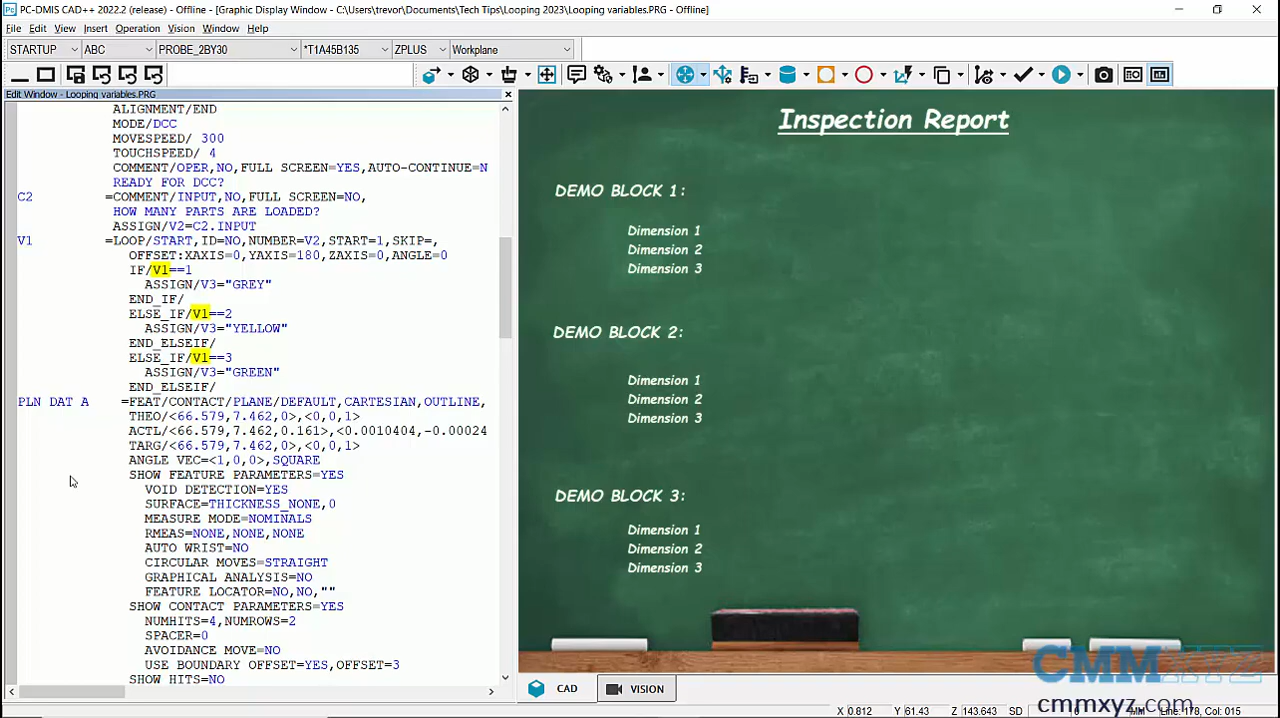 PC-DMIS CAD++ 2022.2 (release) - Offline - [Graphic Display Window - C:\Users\trevor\Documents\Tech Tips\Looping 2023\Looping variables.PRG - Offline]
File Edit View Insert Operation Vision Window Help
STARTUP ABC PROBE_2BY30 *T1A45B135 ZPLUS Workplane
Edit Window - Looping variables.PRG
ALIGNMENT/END
MODE/DCC
MOVESPEED/ 300
TOUCHSPEED/ 4
COMMENT/OPER,NO,FULL SCREEN=YES,AUTO-CONTINUE=N
READY FOR DCC?
C2 =COMMENT/INPUT,NO,FULL SCREEN=NO,
HOW MANY PARTS ARE LOADED?
ASSIGN/V2=C2.INPUT
V1 =LOOP/START,ID=NO,NUMBER=V2,START=1,SKIP=,
OFFSET:XAXIS=0,YAXIS=180,ZAXIS=0,ANGLE=0
IF/V1==1
ASSIGN/V3="GREY"
END_IF/
ELSE_IF/V1==2
ASSIGN/V3="YELLOW"
END_ELSEIF/
ELSE_IF/V1==3
ASSIGN/V3="GREEN"
END_ELSEIF/
PLN DAT A =FEAT/CONTACT/PLANE/DEFAULT,CARTESIAN,OUTLINE,
THEO/<66.579,7.462,0>,<0,0,1>
ACTL/<66.579,7.462,0.161>,<0.0010404,-0.00024
TARG/<66.579,7.462,0>,<0,0,1>
ANGLE VEC=<1,0,0>,SQUARE
SHOW FEATURE PARAMETERS=YES
VOID DETECTION=YES
SURFACE=THICKNESS_NONE,0
MEASURE MODE=NOMINALS
RMEAS=NONE,NONE,NONE
AUTO WRIST=NO
CIRCULAR MOVES=STRAIGHT
GRAPHICAL ANALYSIS=NO
FEATURE LOCATOR=NO,NO,""
SHOW CONTACT PARAMETERS=YES
NUMHITS=4,NUMROWS=2
SPACER=0
AVOIDANCE MOVE=NO
USE BOUNDARY OFFSET=YES,OFFSET=3
SHOW HITS=NO
Inspection Report
DEMO BLOCK 1:
Dimension 1
Dimension 2
Dimension 3
DEMO BLOCK 2:
Dimension 1
Dimension 2
Dimension 3
DEMO BLOCK 3:
Dimension 1
Dimension 2
Dimension 3
CMMXYZ
cmmxyz.com
CAD VISION
X 0.812 Y 61.43 Z 143.643 SD MM Line: 178, Col: 015